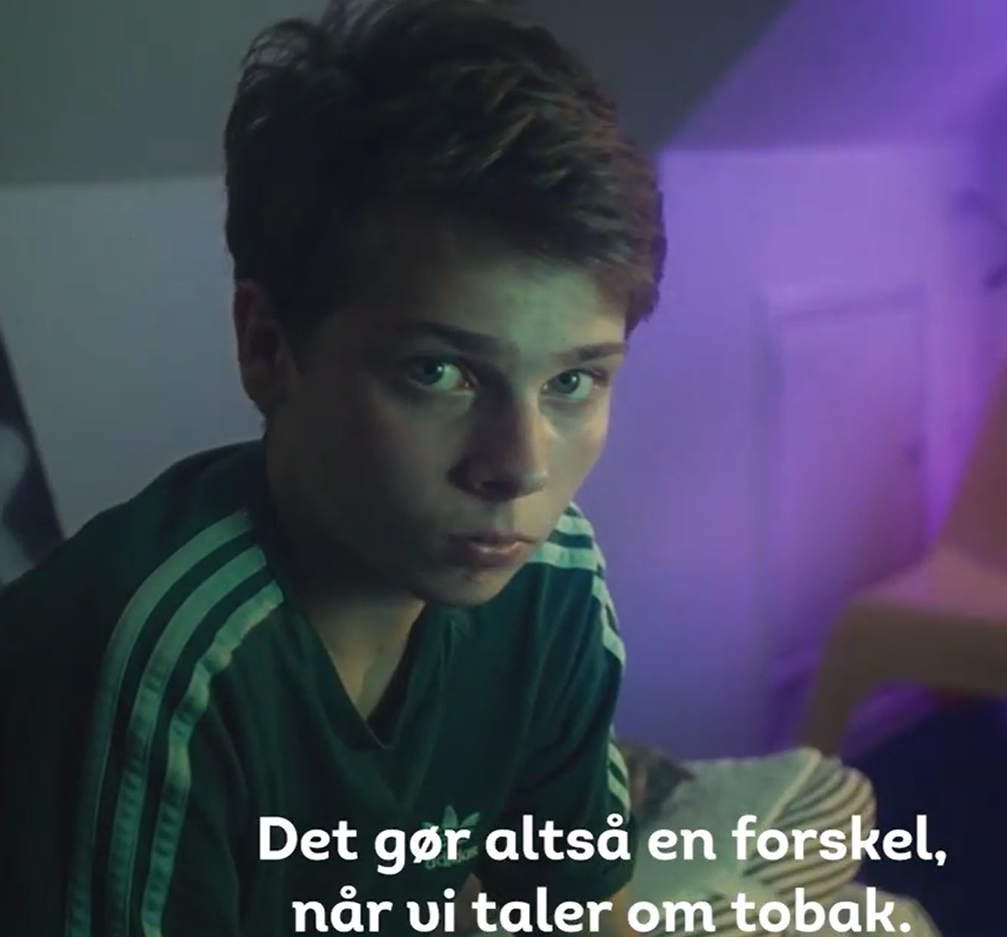 Det gør altså en forskel,
når vi taler om tobak.